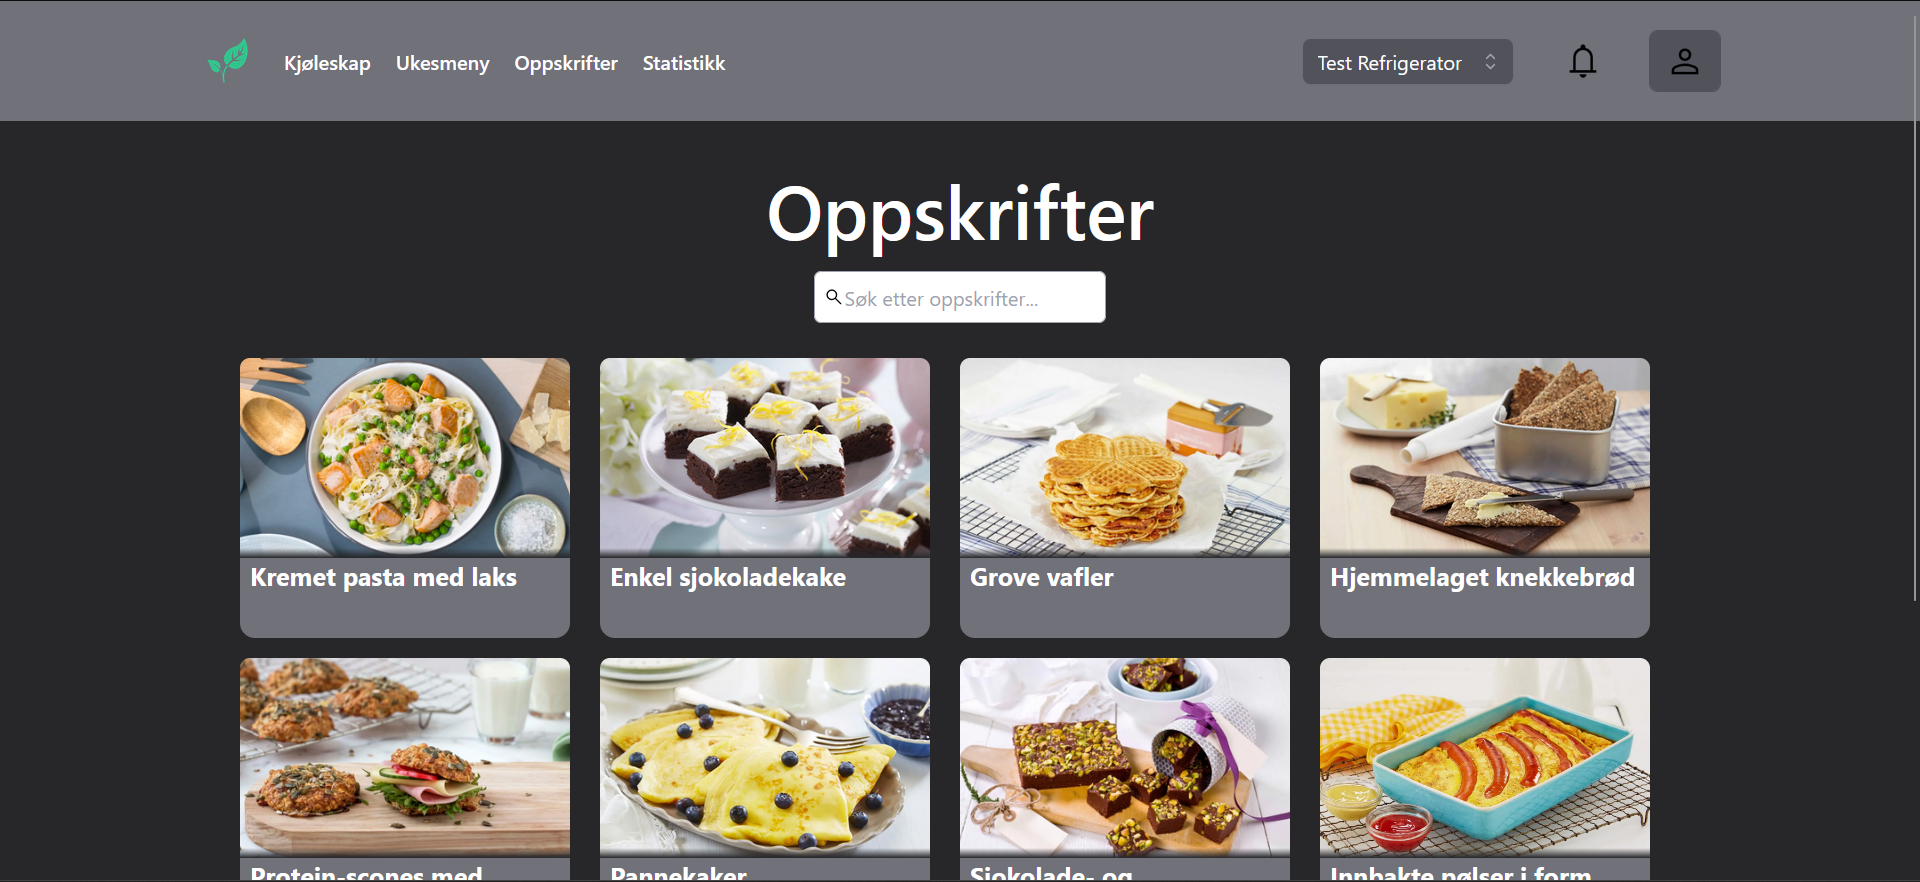 Kjøleskap Ukesmeny Oppskrifter Statistikk Test Refrigerator
Oppskrifter
Søk etter oppskrifter...
Kremet pasta med laks
Enkel sjokoladekake
Grove vafler
Hjemmelaget knekkebrød
Protein-scones med
Pannekaker
Sjokolade- og
Innbakte pølser i form